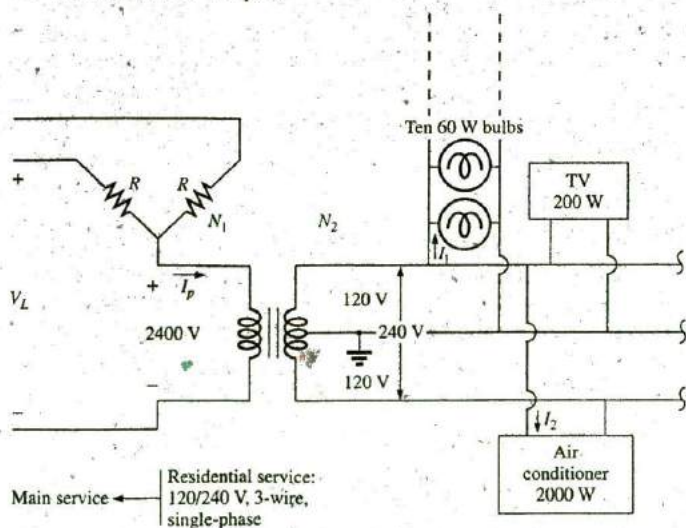 Ten 60 W bulbs
TV
200 W
+
R
R
N₁
N₂
I₁
+
Iₚ
V_L
2400 V
120 V
240 V
120 V
−
−
I₂
Air
conditioner
2000 W
Main service
Residential service:
120/240 V, 3-wire,
single-phase